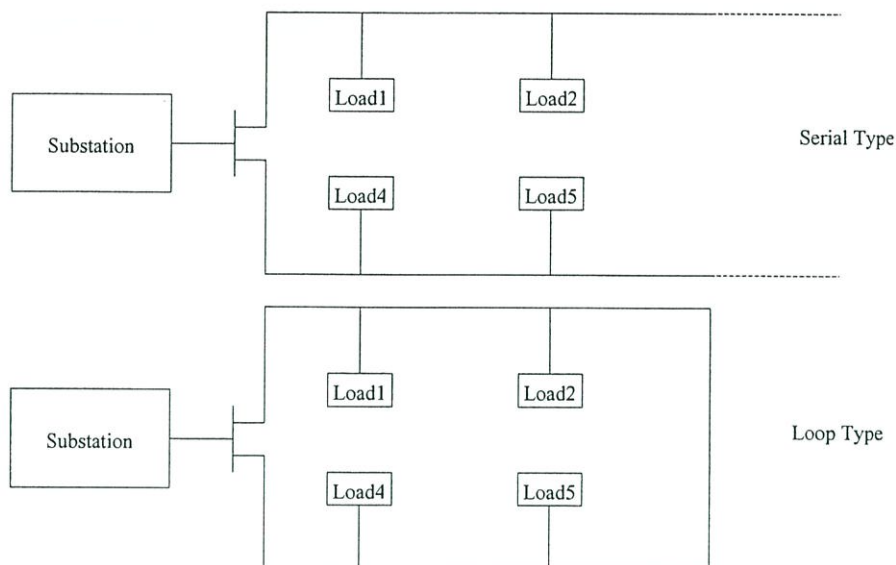 Load1
Load2
Substation
Serial Type
Load4
Load5
Load1
Load2
Substation
Loop Type
Load4
Load5